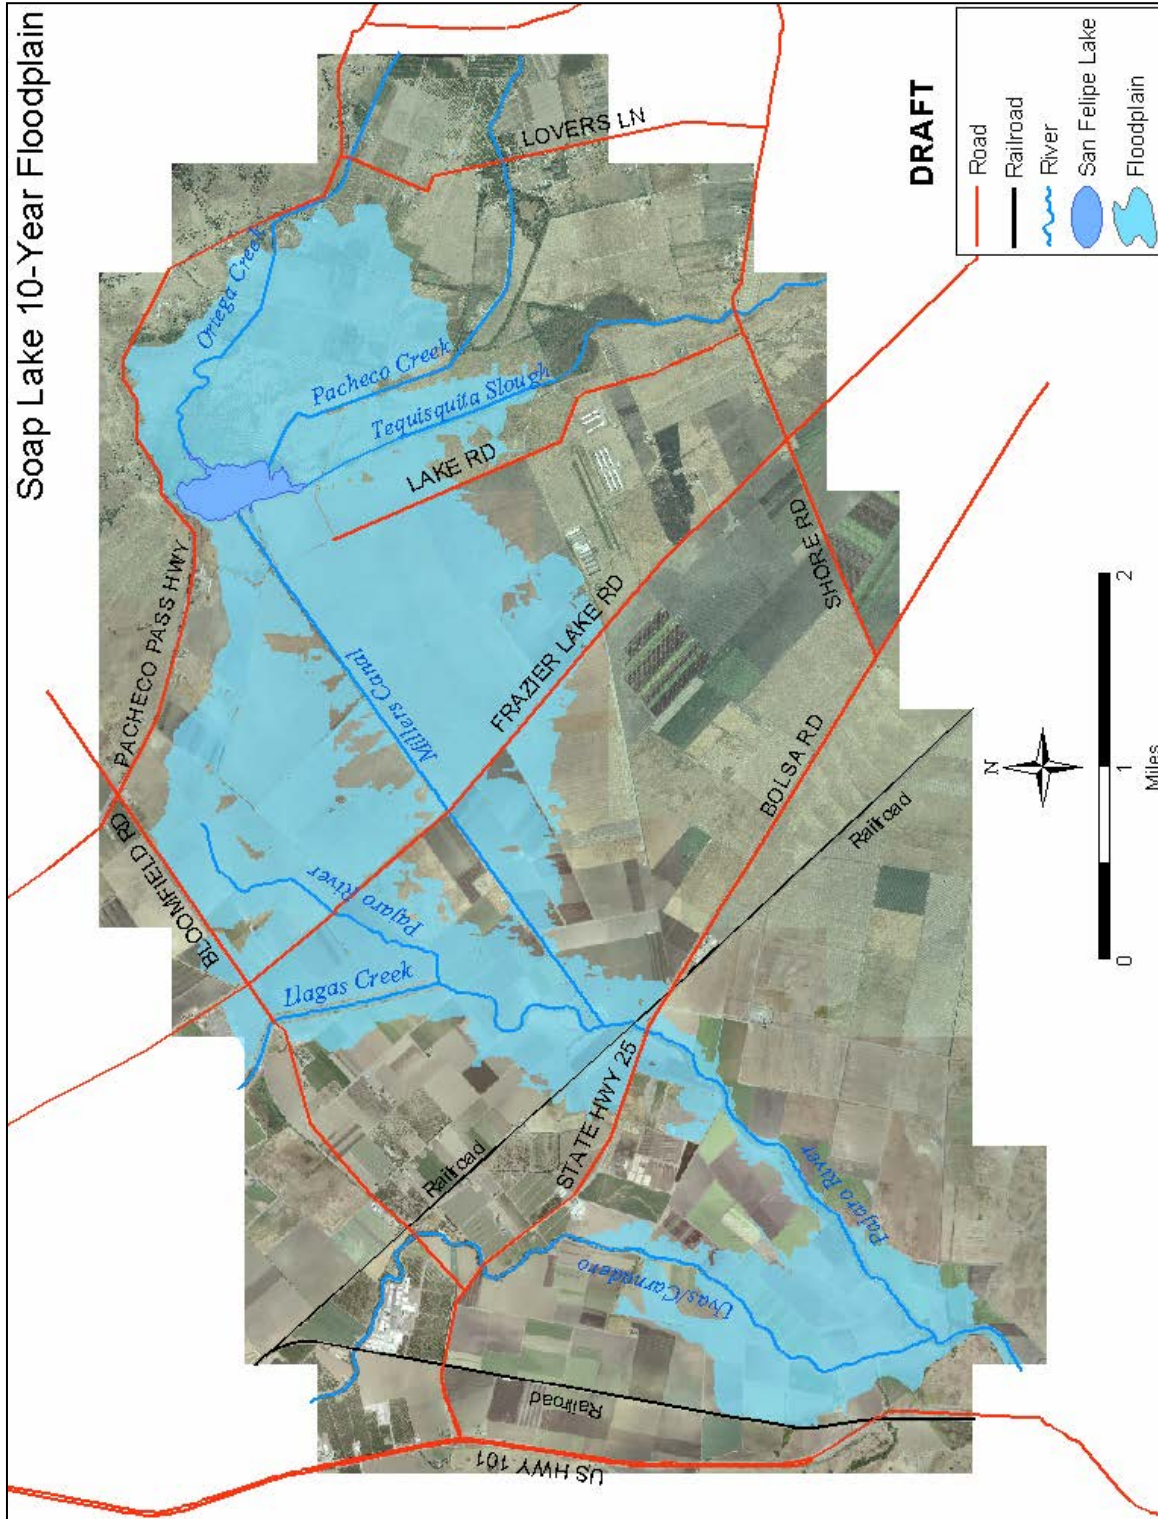 Soap Lake 10-Year Floodplain
PACHECO PASS HWY
BLOOMFIELD RD
Ortega Creek
LOVERS LN
Pacheco Creek
Tequisquita Slough
LAKE RD
Millers Canal
FRAZIER LAKE RD
SHORE RD
Pajaro River
Llagas Creek
BOLSA RD
Railroad
STATE HWY 25
Railroad
Pajaro River
Uvas/Carnadero
Railroad
US HWY 101
DRAFT
Road
Railroad
River
San Felipe Lake
Floodplain
N
0 1 2
Miles